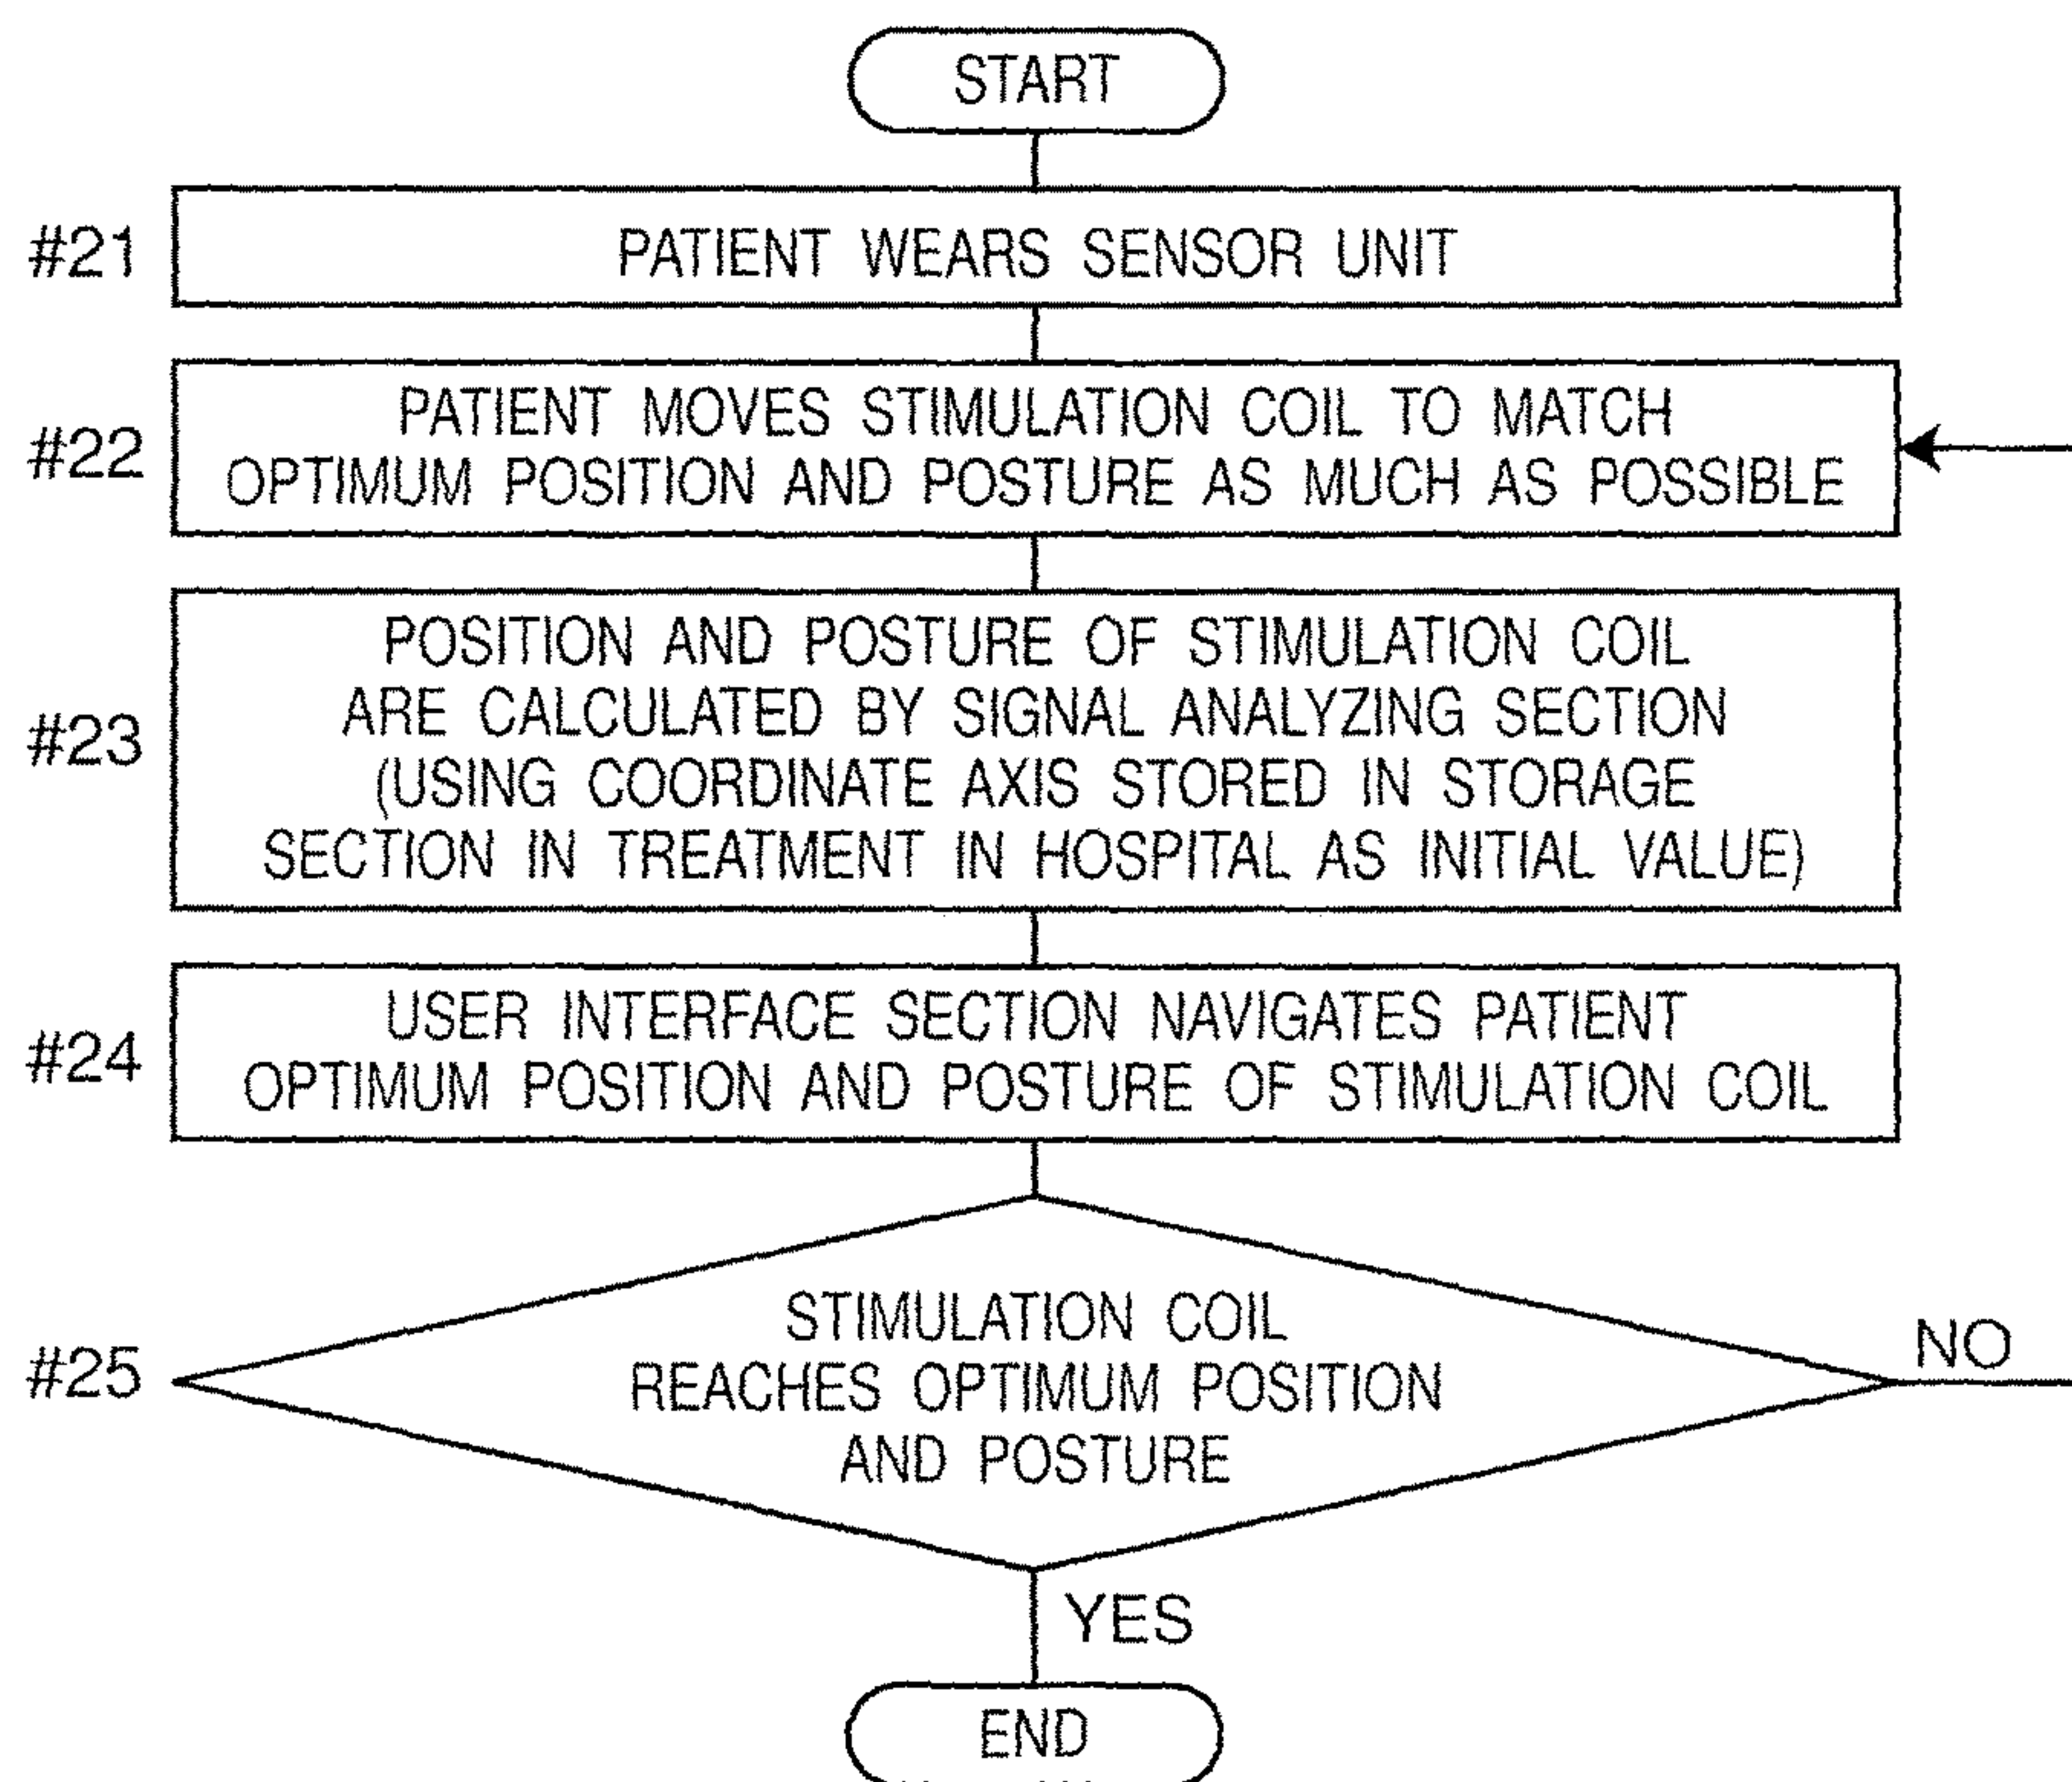 START
#21
PATIENT WEARS SENSOR UNIT
#22
PATIENT MOVES STIMULATION COIL TO MATCH
OPTIMUM POSITION AND POSTURE AS MUCH AS POSSIBLE
#23
POSITION AND POSTURE OF STIMULATION COIL
ARE CALCULATED BY SIGNAL ANALYZING SECTION
(USING COORDINATE AXIS STORED IN STORAGE
SECTION IN TREATMENT IN HOSPITAL AS INITIAL VALUE)
#24
USER INTERFACE SECTION NAVIGATES PATIENT
OPTIMUM POSITION AND POSTURE OF STIMULATION COIL
#25
STIMULATION COIL
REACHES OPTIMUM POSITION
AND POSTURE
NO
YES
END